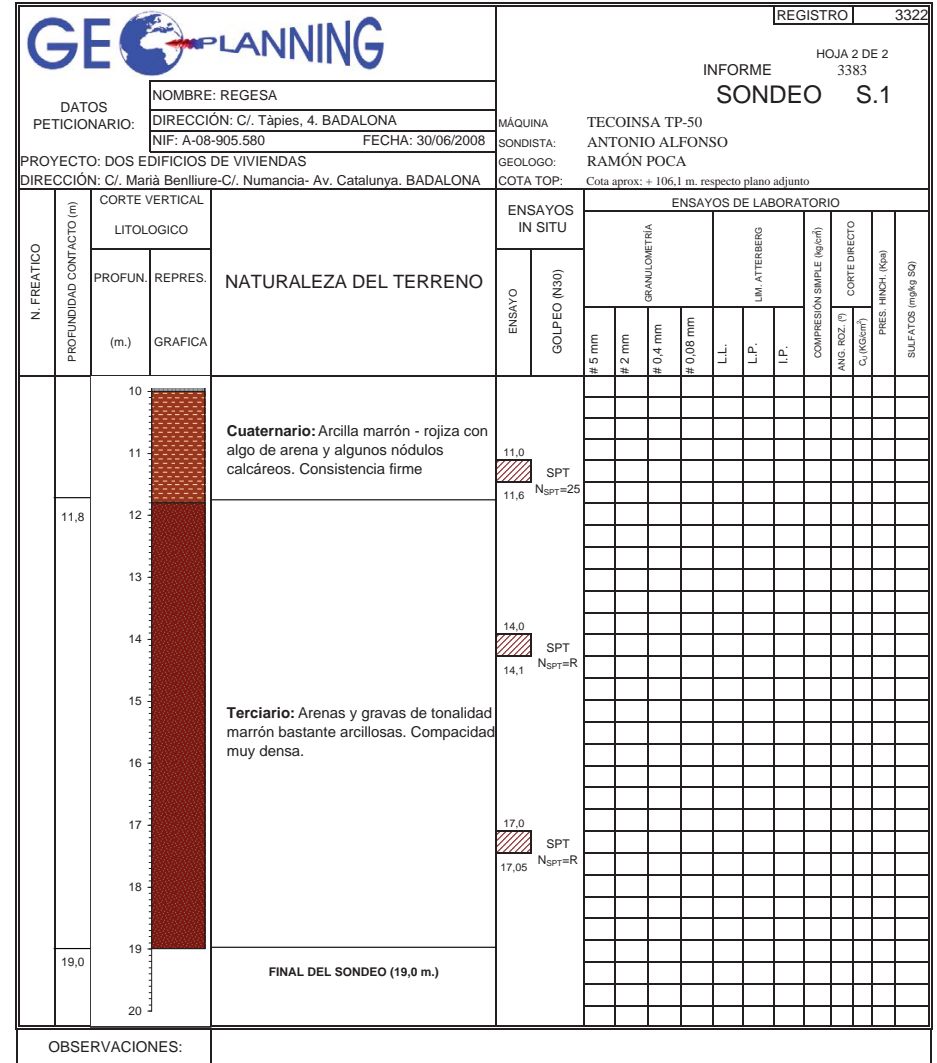 GEOPLANNING
REGISTRO 3322
HOJA 2 DE 2
INFORME 3383
SONDEO S.1
DATOS PETICIONARIO:
NOMBRE: REGESA
DIRECCIÓN: C/. Tàpies, 4. BADALONA
NIF: A-08-905.580 FECHA: 30/06/2008
PROYECTO: DOS EDIFICIOS DE VIVIENDAS
DIRECCIÓN: C/. Marià Benlliure-C/. Numancia- Av. Catalunya. BADALONA
MÁQUINA TECOINSA TP-50
SONDISTA: ANTONIO ALFONSO
GEOLOGO: RAMÓN POCA
COTA TOP: Cota aprox: + 106,1 m. respecto plano adjunto
N. FREATICO
PROFUNDIDAD CONTACTO (m)
CORTE VERTICAL
LITOLOGICO
PROFUN.
(m.)
REPRES.
GRAFICA
NATURALEZA DEL TERRENO
ENSAYOS
IN SITU
ENSAYO
GOLPEO (N30)
ENSAYOS DE LABORATORIO
GRANULOMETRÍA
# 5 mm
# 2 mm
# 0,4 mm
# 0,08 mm
LIM. ATTERBERG
L.L.
L.P.
I.P.
COMPRESIÓN SIMPLE (kg/cm²)
CORTE DIRECTO
ANG. ROZ. (º)
Cu (KG/cm²)
PRES. HINCH. (Kpa)
SULFATOS (mg/kg SQ)
10
Cuaternario: Arcilla marrón - rojiza con
algo de arena y algunos nódulos
calcáreos. Consistencia firme
11
11,0
SPT
NSPT=25
11,6
11,8
12
13
14
14,0
SPT
NSPT=R
14,1
15
Terciario: Arenas y gravas de tonalidad
marrón bastante arcillosas. Compacidad
muy densa.
16
17
17,0
SPT
NSPT=R
17,05
18
19
19,0
FINAL DEL SONDEO (19,0 m.)
20
OBSERVACIONES: